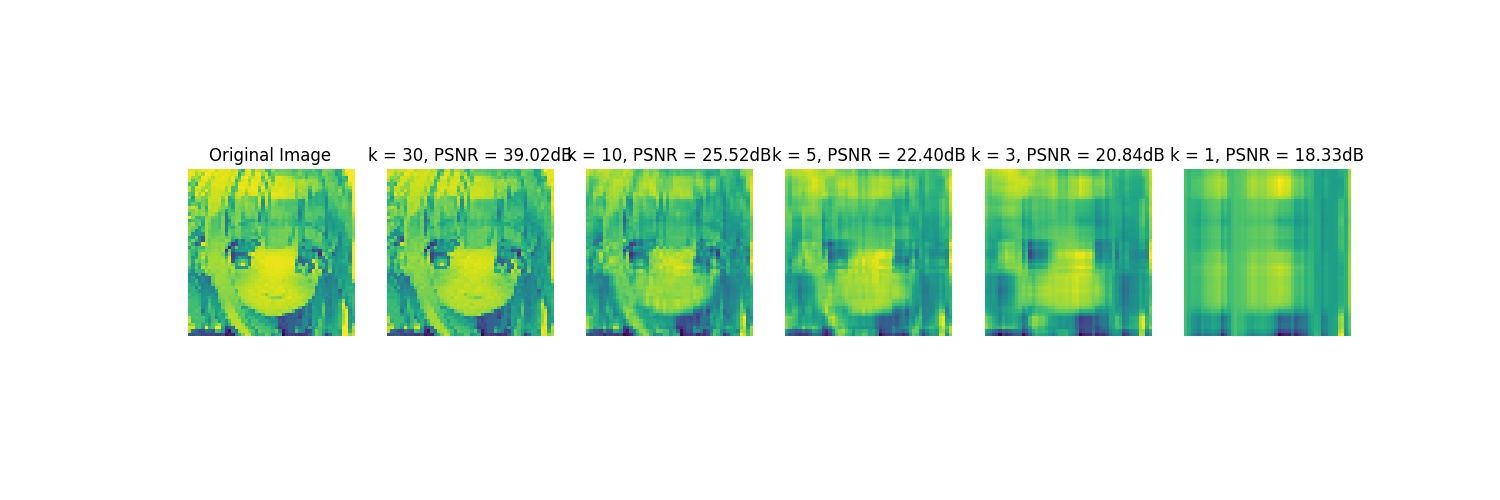 Original Image
k = 30, PSNR = 39.02dB
k = 10, PSNR = 25.52dB
k = 5, PSNR = 22.40dB
k = 3, PSNR = 20.84dB
k = 1, PSNR = 18.33dB